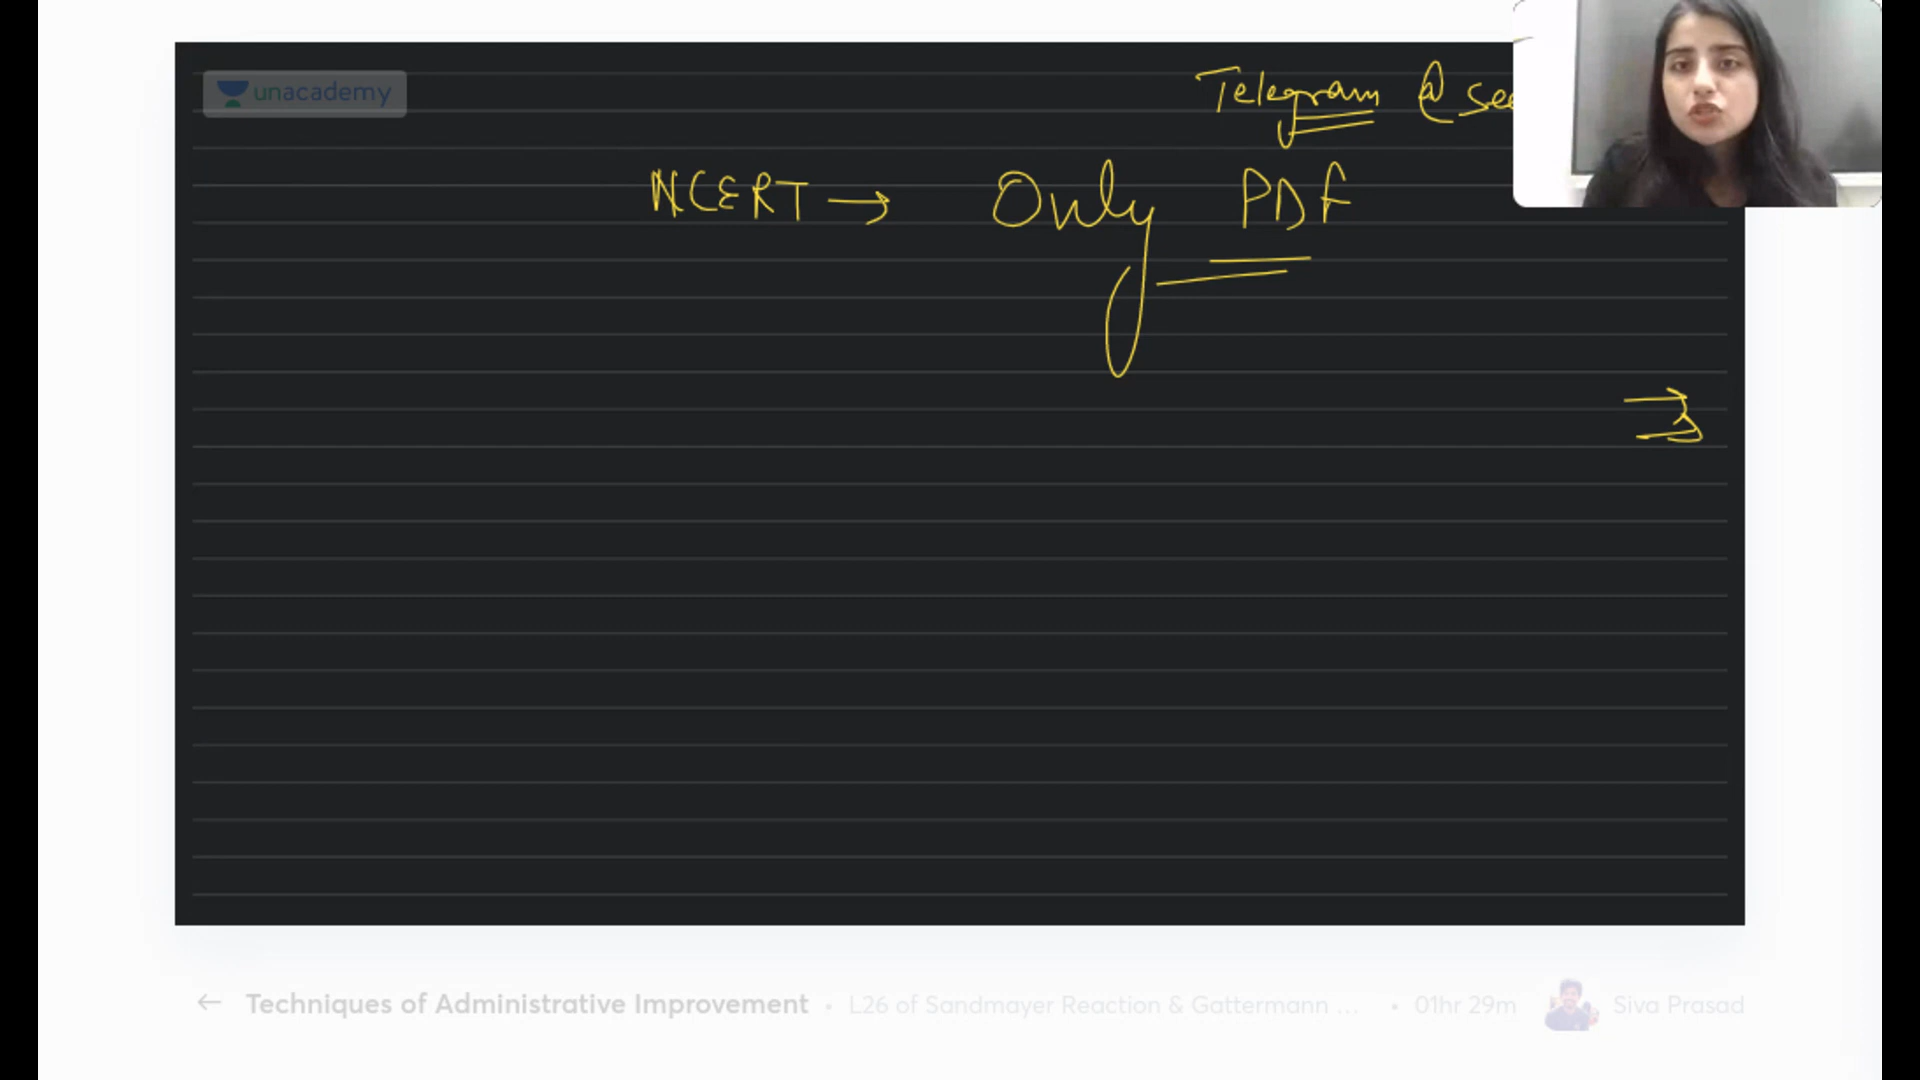 unacademy
Telegram @
NCERT → Only PDF
← Techniques of Administrative Improvement • L26 of Sandmayer Reaction & Gattermann ... • 01hr 29m Siva Prasad